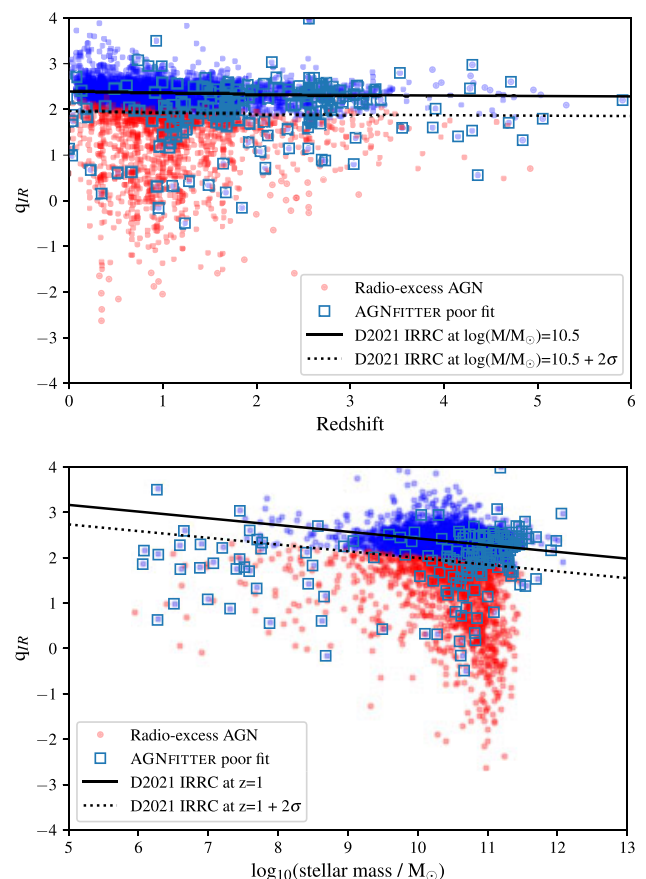 4
3
2
1
0
−1
−2
−3
−4
q_IR
Radio-excess AGN
AGNFITTER poor fit
D2021 IRRC at log(M/M☉)=10.5
D2021 IRRC at log(M/M☉)=10.5 + 2σ
0 1 2 3 4 5 6
Redshift
4
3
2
1
0
−1
−2
−3
−4
q_IR
Radio-excess AGN
AGNFITTER poor fit
D2021 IRRC at z=1
D2021 IRRC at z=1 + 2σ
5 6 7 8 9 10 11 12 13
log₁₀(stellar mass / M☉)